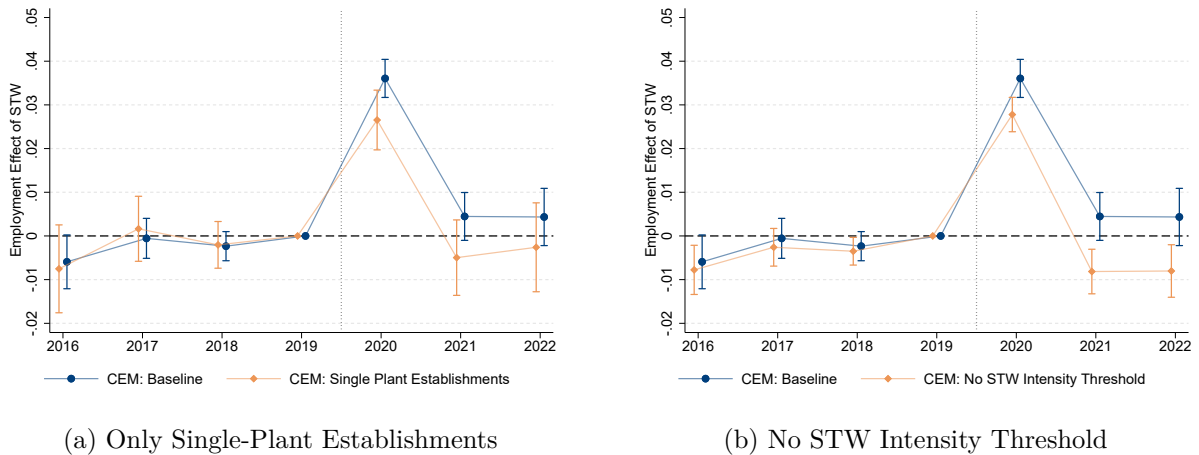 Employment Effect of STW
.05
.04
.03
.02
.01
0
-.01
-.02
2016 2017 2018 2019 2020 2021 2022
CEM: Baseline CEM: Single Plant Establishments
(a) Only Single-Plant Establishments
Employment Effect of STW
.05
.04
.03
.02
.01
0
-.01
-.02
2016 2017 2018 2019 2020 2021 2022
CEM: Baseline CEM: No STW Intensity Threshold
(b) No STW Intensity Threshold